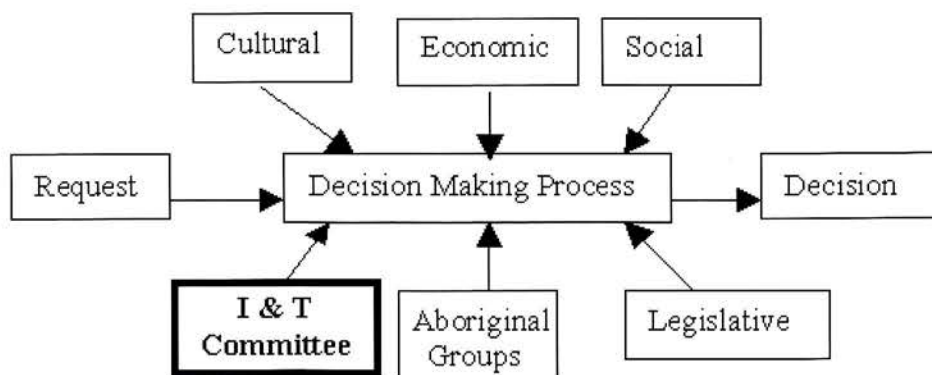 Cultural
Economic
Social
Request
Decision Making Process
Decision
I & T
Committee
Aboriginal
Groups
Legislative